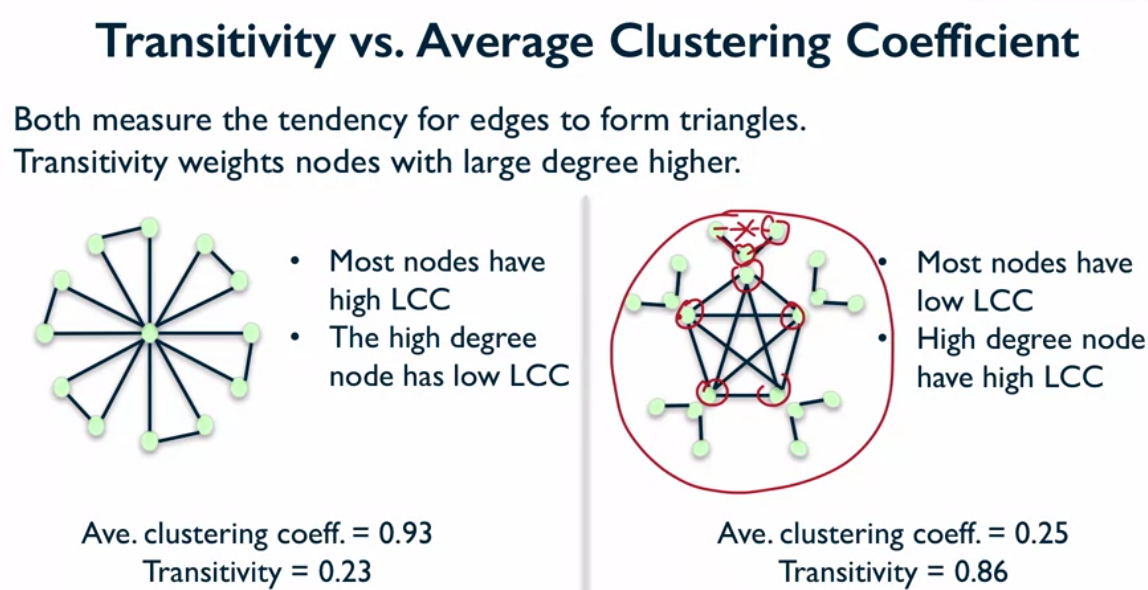 Transitivity vs. Average Clustering Coefficient
Both measure the tendency for edges to form triangles.
Transitivity weights nodes with large degree higher.
• Most nodes have
high LCC
• The high degree
node has low LCC
Ave. clustering coeff. = 0.93
Transitivity = 0.23
• Most nodes have
low LCC
• High degree node
have high LCC
Ave. clustering coeff. = 0.25
Transitivity = 0.86